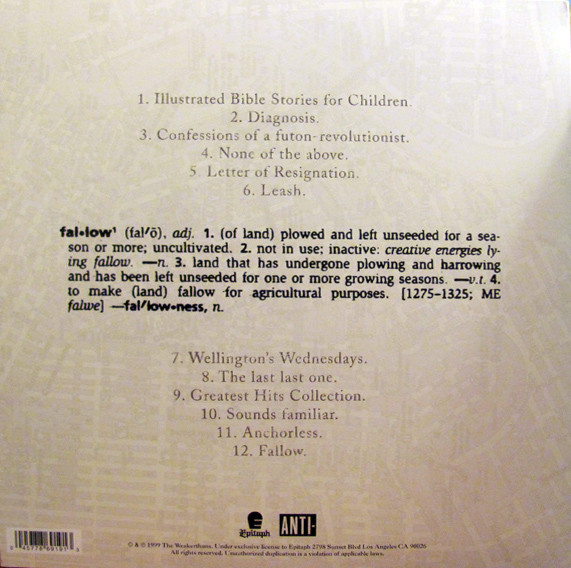 1. Illustrated Bible Stories for Children.
2. Diagnosis.
3. Confessions of a futon-revolutionist.
4. None of the above.
5. Letter of Resignation.
6. Leash.
fal•low¹ (fal′ō), adj. 1. (of land) plowed and left unseeded for a sea-
son or more; uncultivated. 2. not in use; inactive: creative energies ly-
ing fallow. —n. 3. land that has undergone plowing and harrowing
and has been left unseeded for one or more growing seasons. —v.t. 4.
to make (land) fallow for agricultural purposes. [1275–1325; ME
falwe] —fal′low•ness, n.
7. Wellington's Wednesdays.
8. The last last one.
9. Greatest Hits Collection.
10. Sounds familiar.
11. Anchorless.
12. Fallow.
Epitaph ANTI-
© & ℗ 1999 The Weakerthans. Under exclusive license to Epitaph 2798 Sunset Blvd Los Angeles CA 90026
All rights reserved. Unauthorized duplication is a violation of applicable laws.